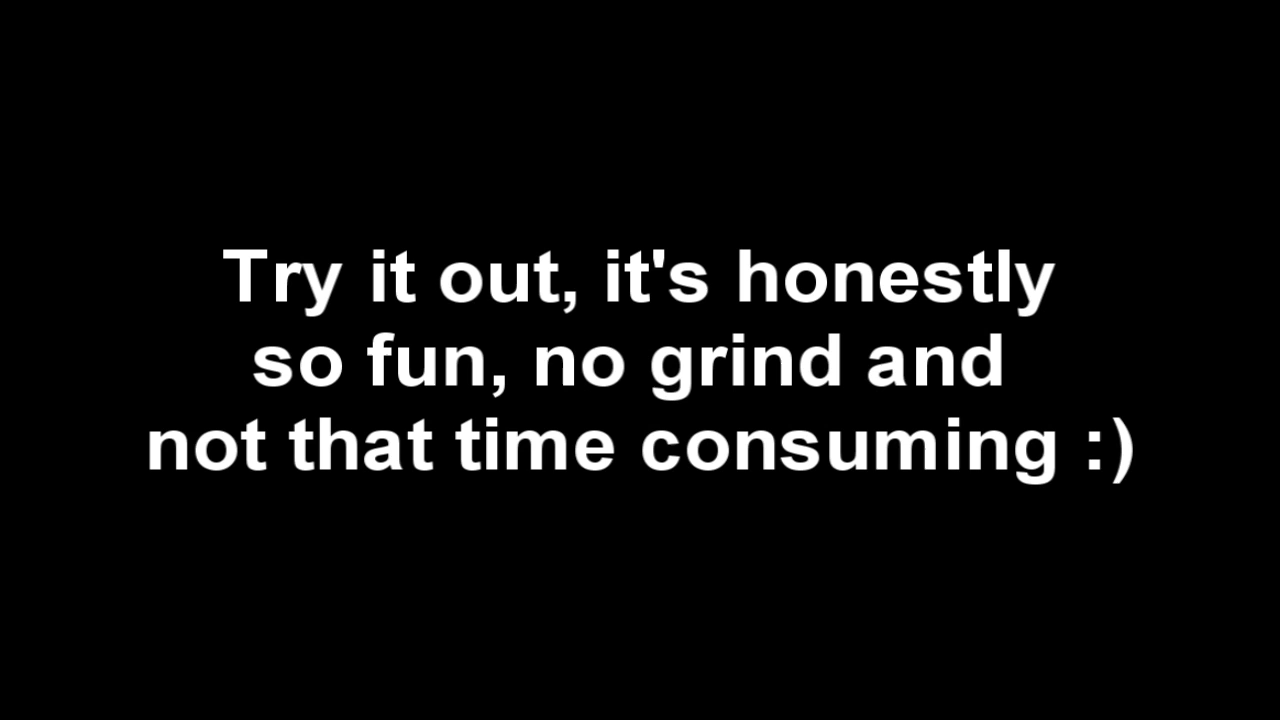 Try it out, it's honestly
so fun, no grind and
not that time consuming :)